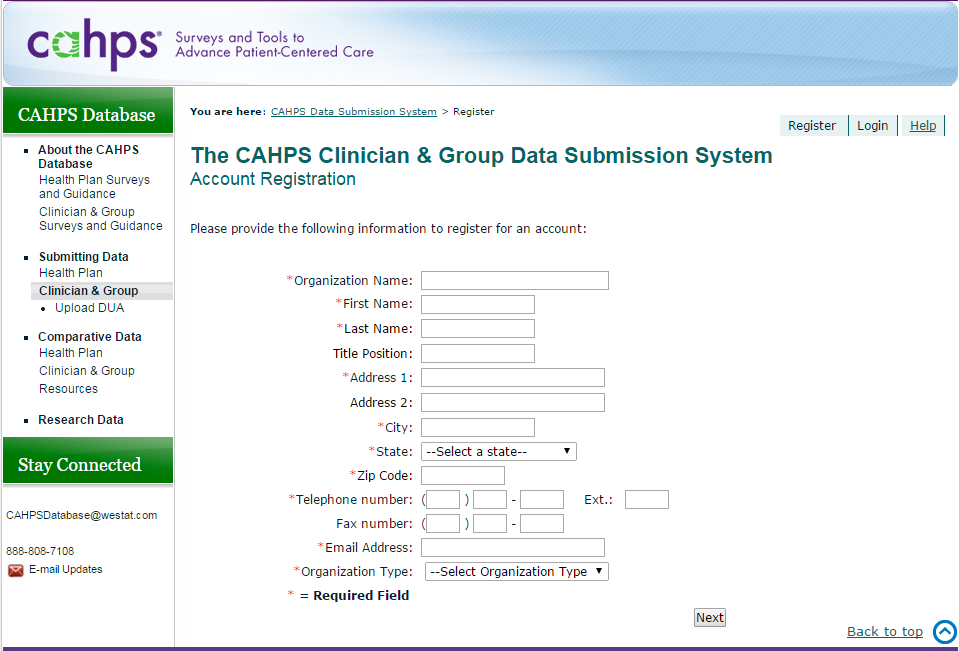 cahps® Surveys and Tools to
Advance Patient-Centered Care
CAHPS Database
About the CAHPS
Database
Health Plan Surveys
and Guidance
Clinician & Group
Surveys and Guidance
Submitting Data
Health Plan
Clinician & Group
Upload DUA
Comparative Data
Health Plan
Clinician & Group
Resources
Research Data
Stay Connected
CAHPSDatabase@westat.com
888-808-7108
E-mail Updates
You are here: CAHPS Data Submission System > Register
Register Login Help
The CAHPS Clinician & Group Data Submission System
Account Registration
Please provide the following information to register for an account:
*Organization Name:
*First Name:
*Last Name:
Title Position:
*Address 1:
Address 2:
*City:
*State: --Select a state--
*Zip Code:
*Telephone number: ( ) - Ext.:
Fax number: ( ) -
*Email Address:
*Organization Type: --Select Organization Type
* = Required Field
Next
Back to top